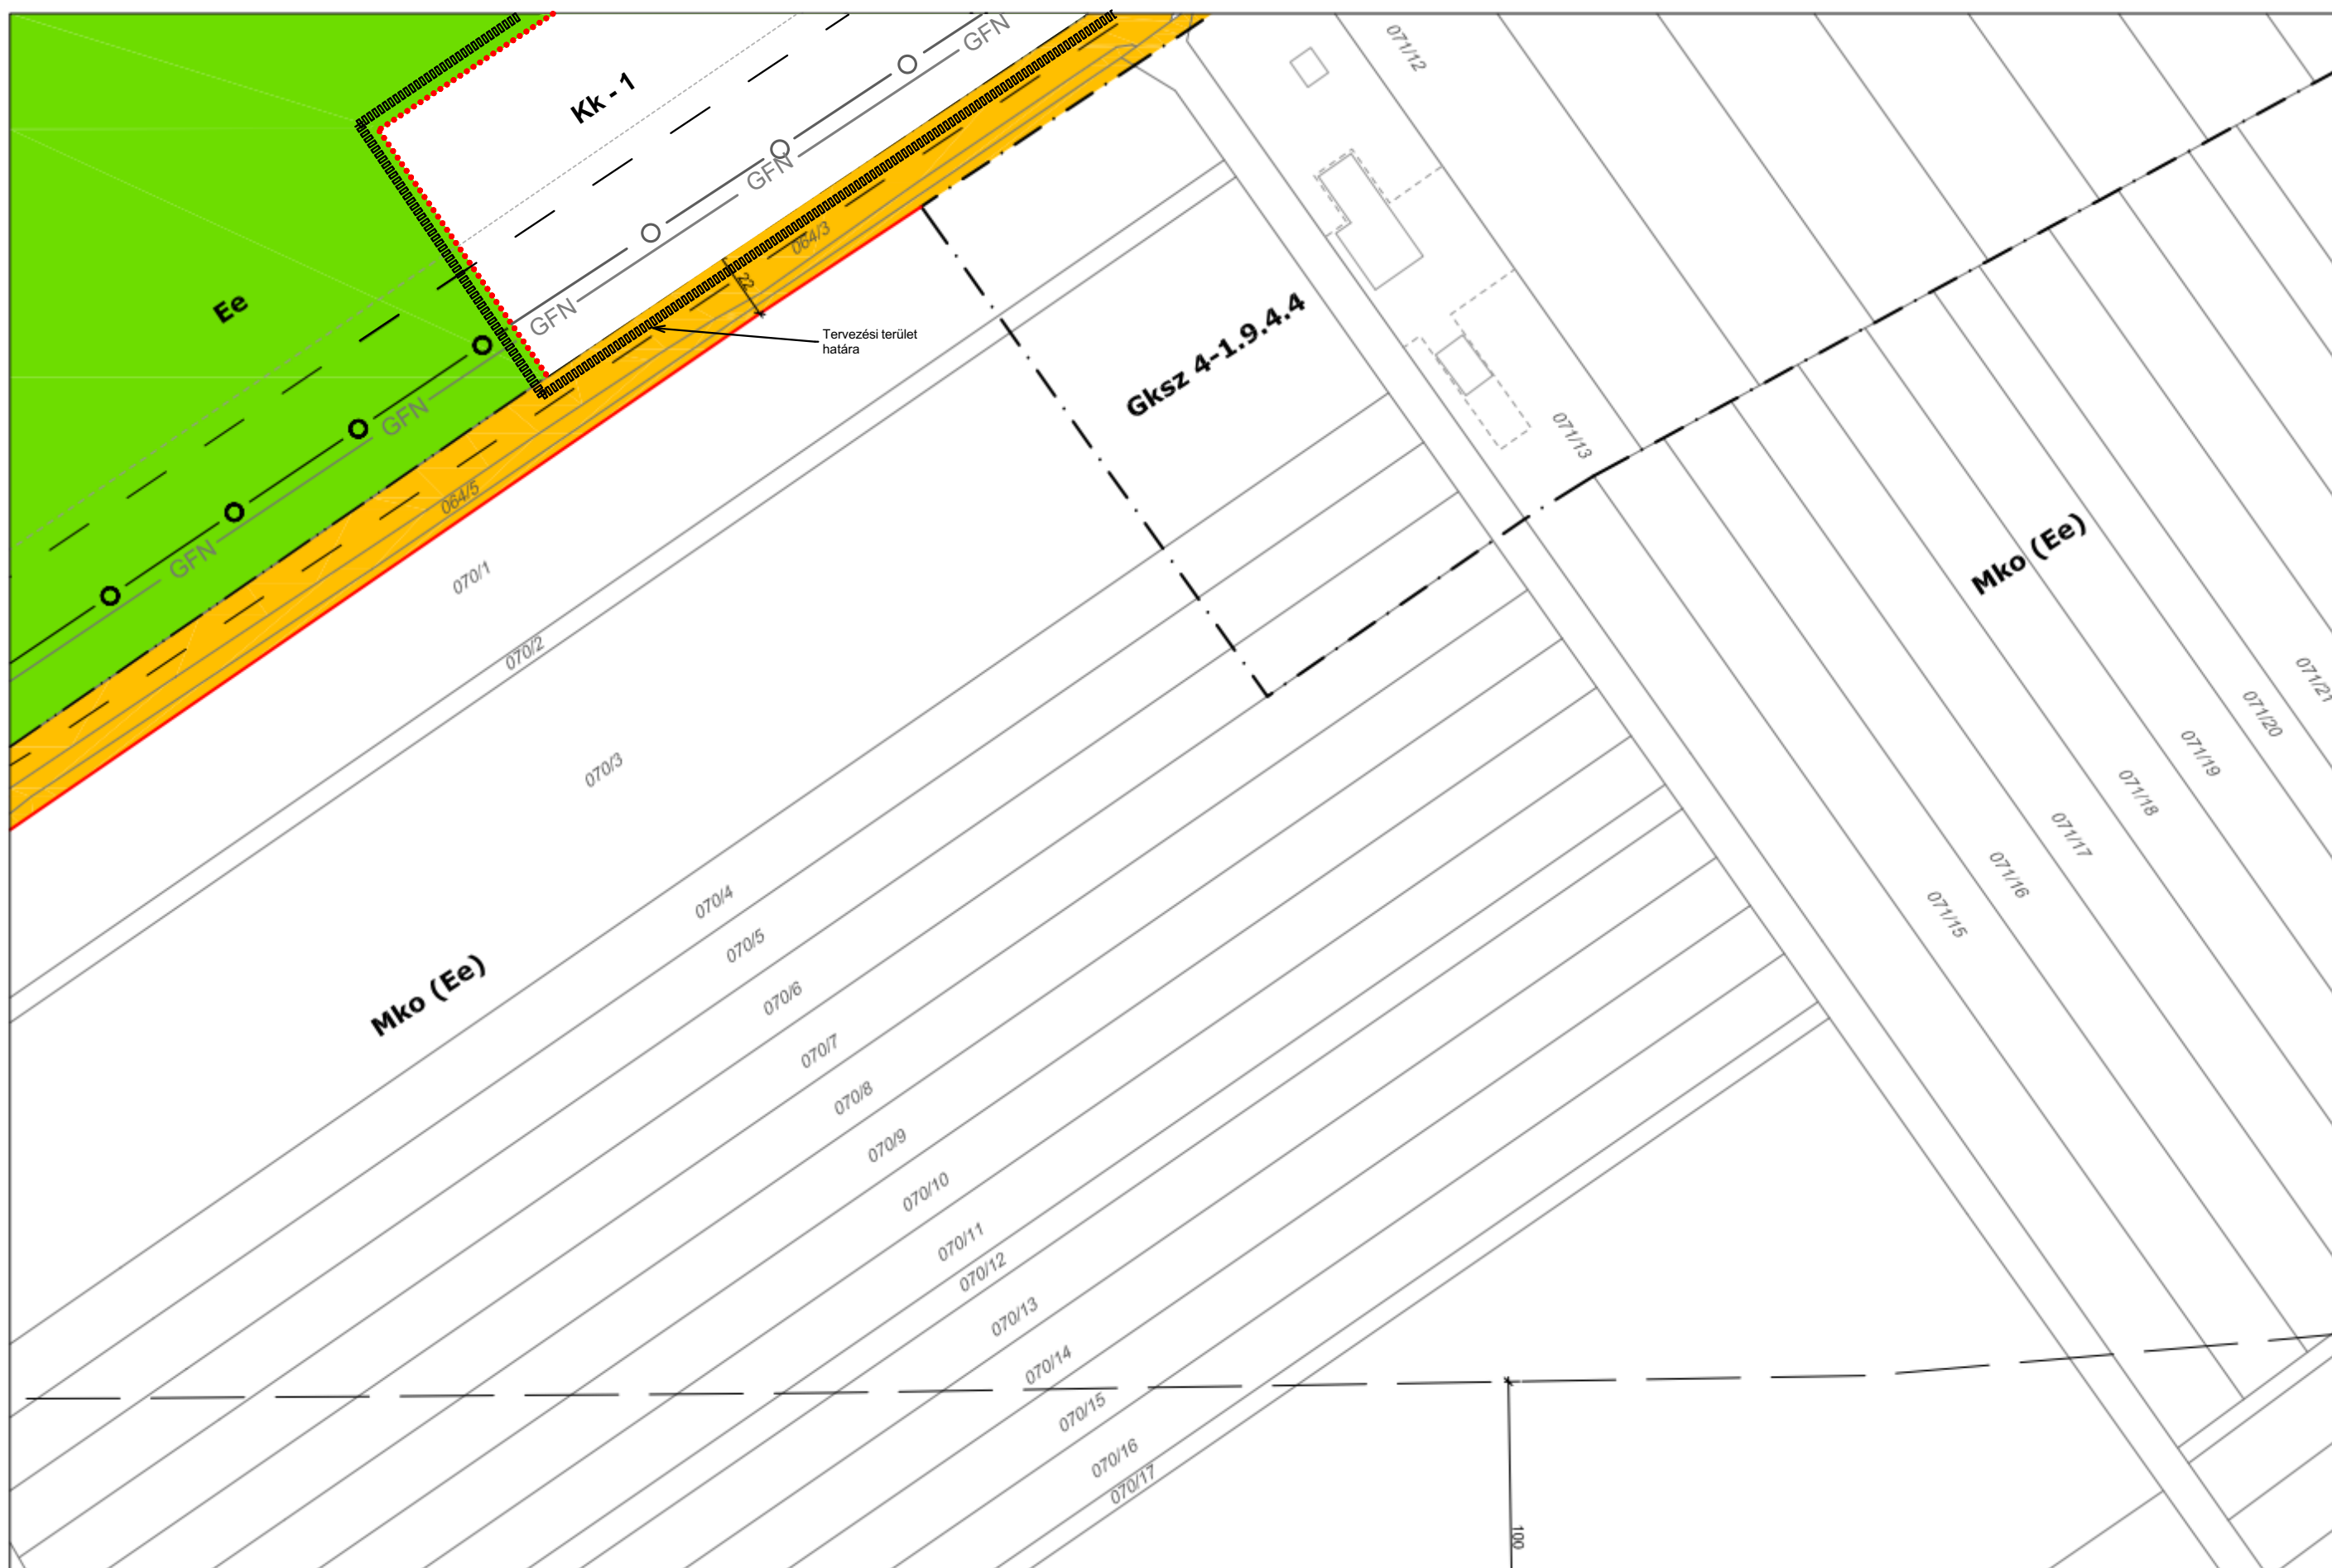 071/12
GFN
Kk - 1
GFN
064/3
22
Ee
GFN
Tervezési terület
határa
Gksz 4-1.9.4.4
GFN
071/13
064/5
GFN
070/1
Mko (Ee)
070/2
071/21
071/20
071/19
070/3
071/18
071/17
071/16
070/4
071/15
070/5
Mko (Ee)
070/6
070/7
070/8
070/9
070/10
070/11
070/12
070/13
070/14
070/15
070/16
070/17
100